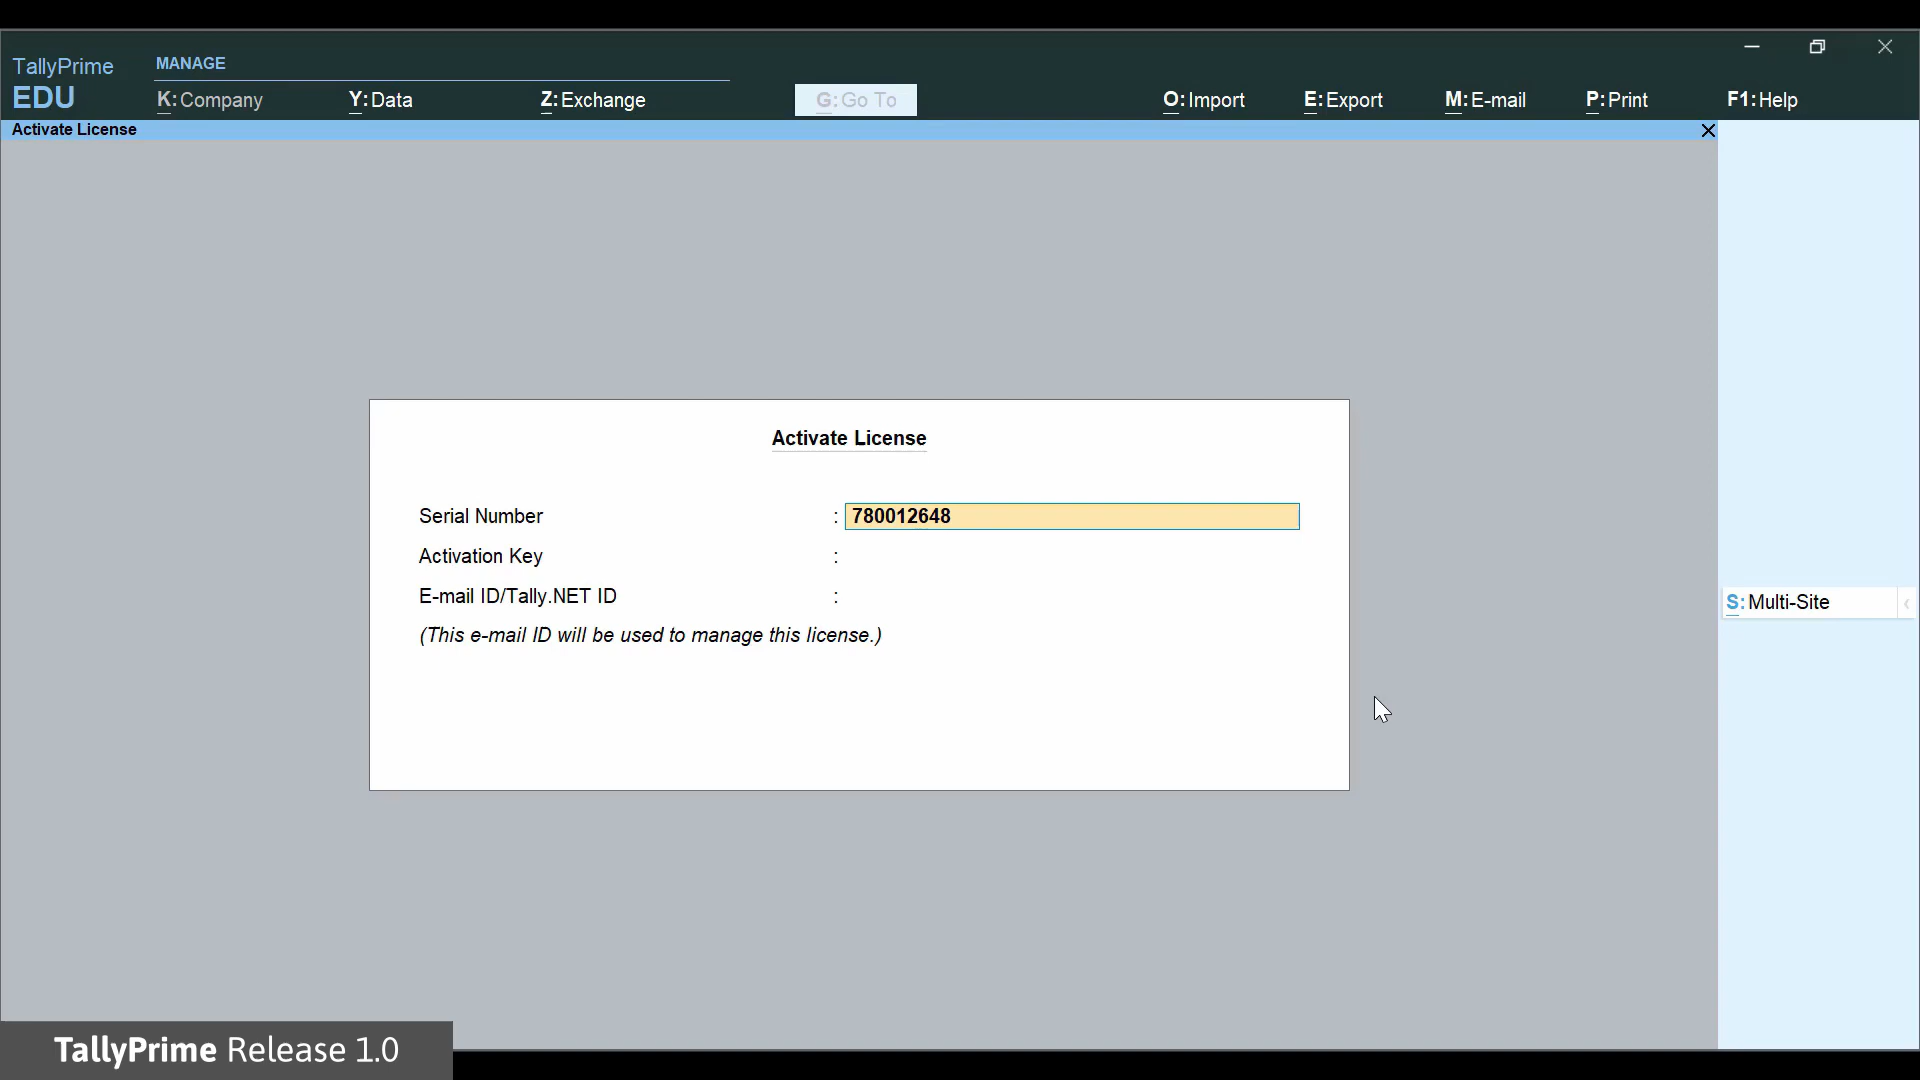 TallyPrime
EDU
MANAGE
K:Company Y:Data Z:Exchange G:Go To O:Import E:Export M:E-mail P:Print F1:Help
Activate License
Activate License
Serial Number : 780012648
Activation Key :
E-mail ID/Tally.NET ID :
(This e-mail ID will be used to manage this license.)
S:Multi-Site
TallyPrime Release 1.0